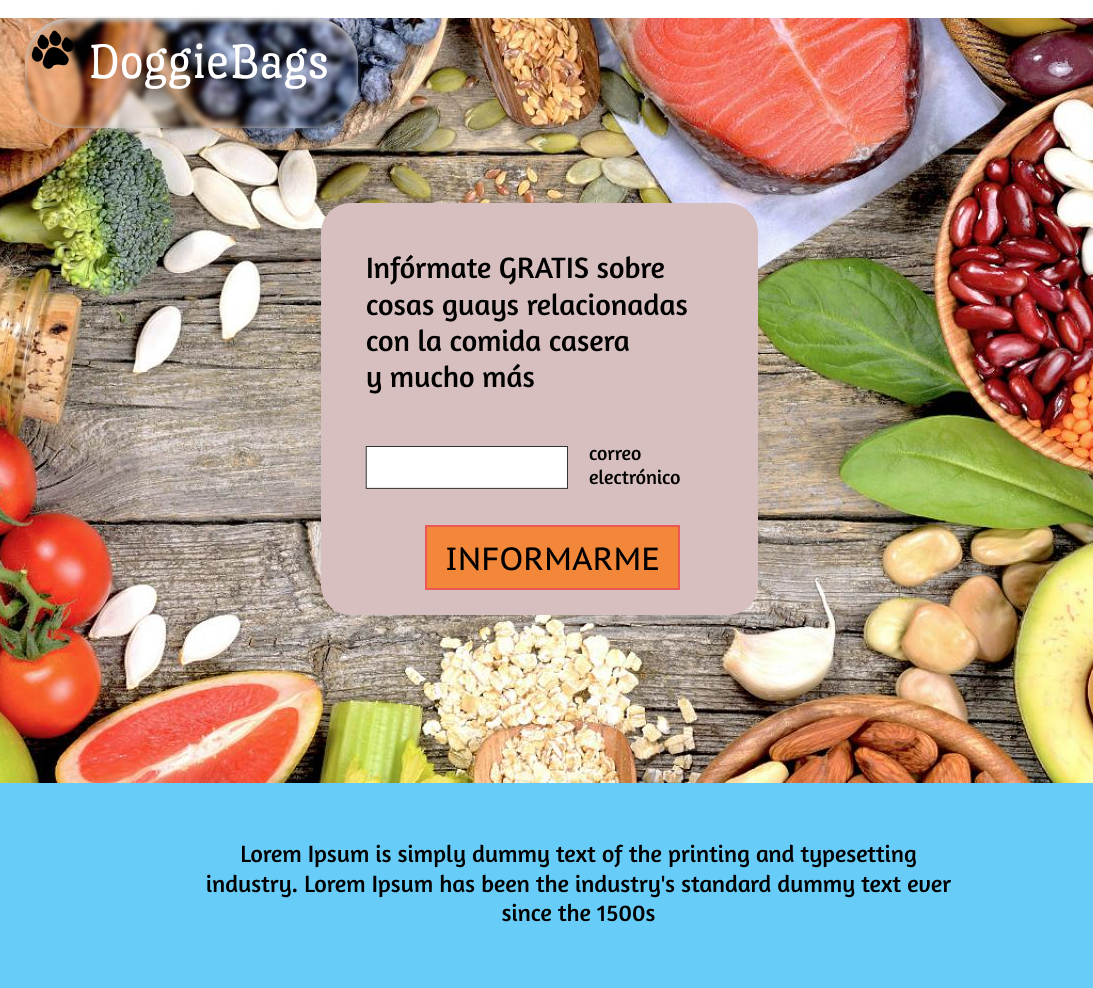 DoggieBags
Infórmate GRATIS sobre
cosas guays relacionadas
con la comida casera
y mucho más
correo
electrónico
INFORMARME
Lorem Ipsum is simply dummy text of the printing and typesetting
industry. Lorem Ipsum has been the industry's standard dummy text ever
since the 1500s